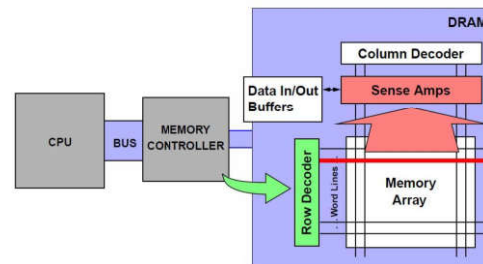 DRAM
Column Decoder
Data In/Out
Buffers
Sense Amps
CPU
BUS
MEMORY
CONTROLLER
Row Decoder
... Word Lines ...
Memory
Array